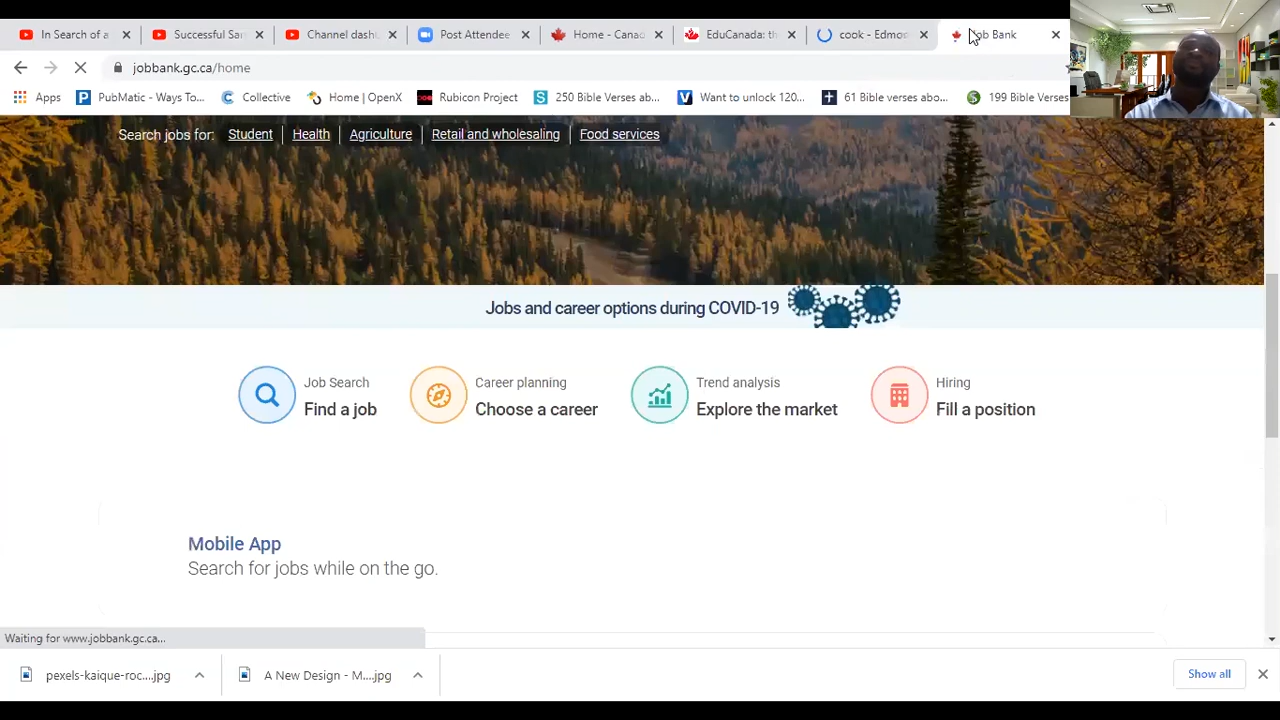 In Search of a
Successful Sar
Channel dash
Post Attendee
Home - Canad
EduCanada: th
cook - Edmon
Job Bank
jobbank.gc.ca/home
Apps
PubMatic - Ways To...
Collective
Home | OpenX
Rubicon Project
250 Bible Verses ab...
Want to unlock 120...
61 Bible verses abo...
199 Bible Verses
Search jobs for: Student | Health | Agriculture | Retail and wholesaling | Food services
Jobs and career options during COVID-19
Job Search
Find a job
Career planning
Choose a career
Trend analysis
Explore the market
Hiring
Fill a position
Mobile App
Search for jobs while on the go.
Waiting for www.jobbank.gc.ca...
pexels-kaique-roc....jpg
A New Design - M....jpg
Show all